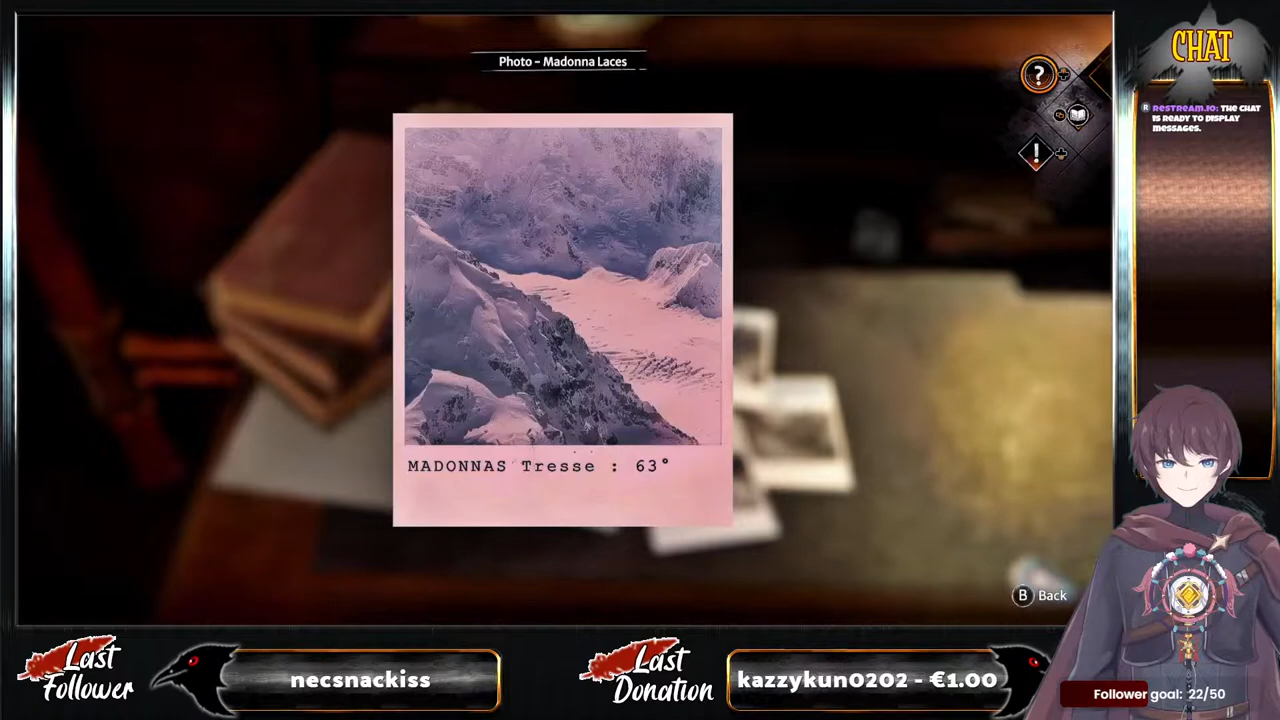 Photo – Madonna Laces
?
!
MADONNAS Tresse : 63°
B Back
CHAT
RESTREAM.IO: THE CHAT
IS READY TO DISPLAY
MESSAGES.
Last
Follower
necsnackiss
Last
Donation
kazzykun0202 - €1.00
Follower goal: 22/50